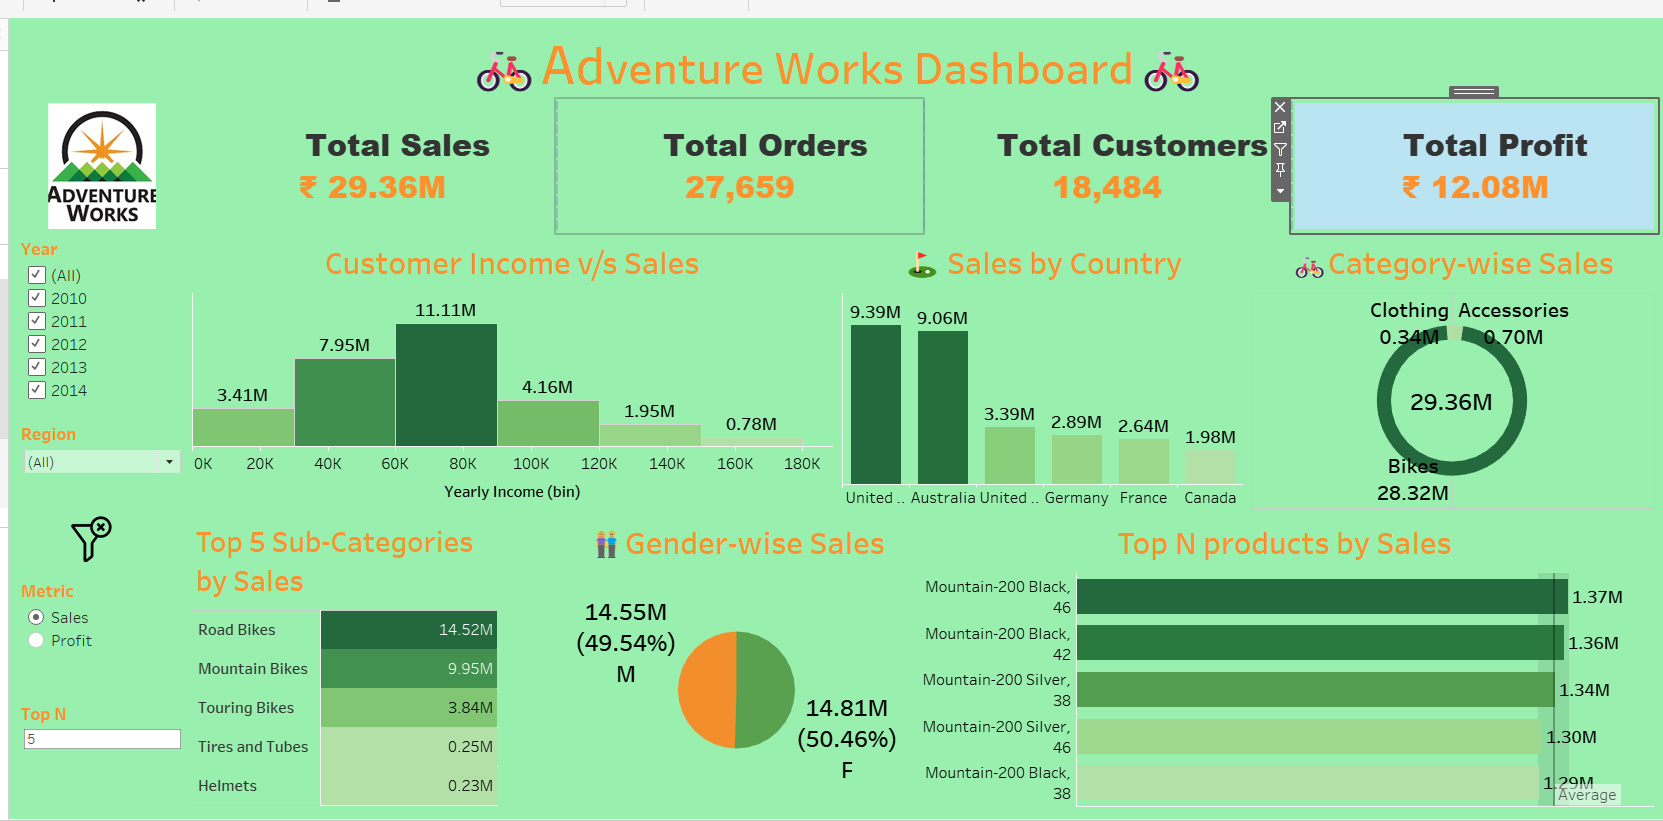 Adventure Works Dashboard
ADVENTURE
WORKS
Total Sales
₹ 29.36M
Total Orders
27,659
Total Customers
18,484
Total Profit
₹ 12.08M
Year
(All)
2010
2011
2012
2013
2014
Region
(All)
Metric
Sales
Profit
Top N
5
Customer Income v/s Sales
3.41M
7.95M
11.11M
4.16M
1.95M
0.78M
0K 20K 40K 60K 80K 100K 120K 140K 160K 180K
Yearly Income (bin)
Sales by Country
9.39M
9.06M
3.39M
2.89M
2.64M
1.98M
United .. Australia United .. Germany France Canada
Category-wise Sales
Clothing Accessories
0.34M 0.70M
29.36M
Bikes
28.32M
Top 5 Sub-Categories
by Sales
Road Bikes 14.52M
Mountain Bikes 9.95M
Touring Bikes 3.84M
Tires and Tubes 0.25M
Helmets 0.23M
Gender-wise Sales
14.55M
(49.54%)
M
14.81M
(50.46%)
F
Top N products by Sales
Mountain-200 Black,
46
1.37M
Mountain-200 Black,
42
1.36M
Mountain-200 Silver,
38
1.34M
Mountain-200 Silver,
46
1.30M
Mountain-200 Black,
38
1.29M
Average